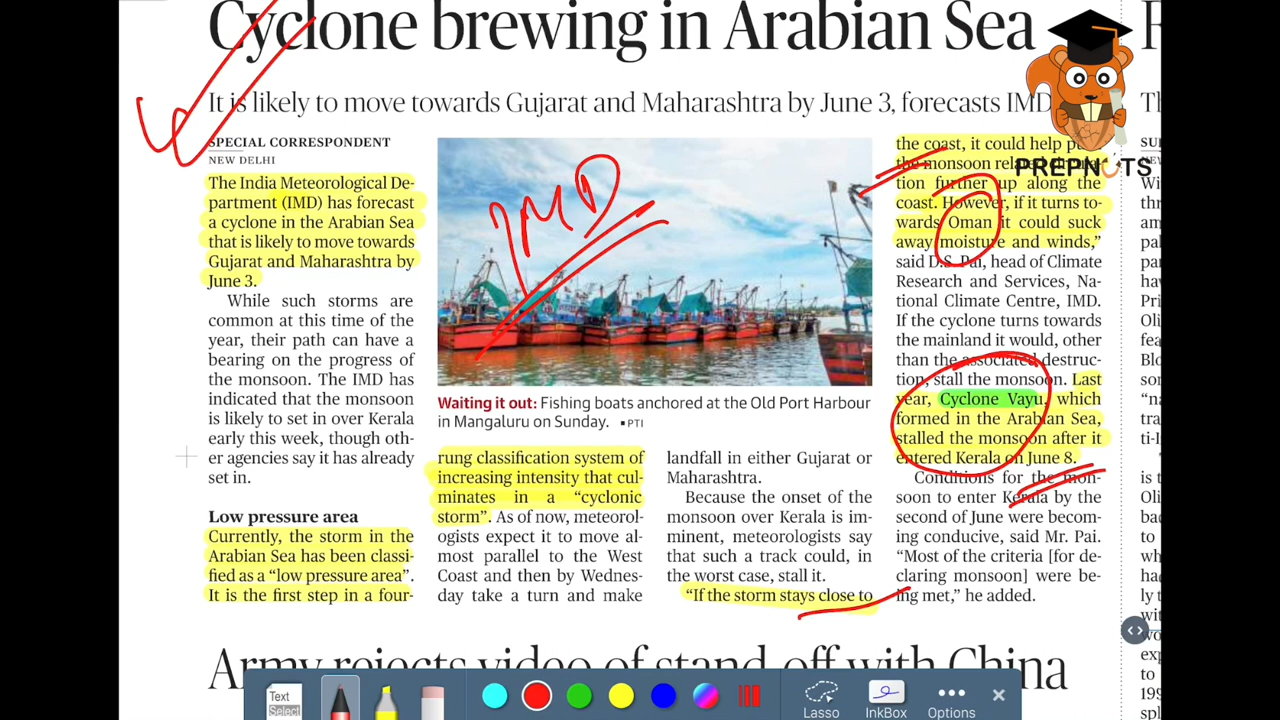 Cyclone brewing in Arabian Sea
It is likely to move towards Gujarat and Maharashtra by June 3, forecasts IMD
PREPNUTS
SPECIAL CORRESPONDENT
NEW DELHI
The India Meteorological De-
partment (IMD) has forecast
a cyclone in the Arabian Sea
that is likely to move towards
Gujarat and Maharashtra by
June 3.
While such storms are
common at this time of the
year, their path can have a
bearing on the progress of
the monsoon. The IMD has
indicated that the monsoon
is likely to set in over Kerala
early this week, though oth-
er agencies say it has already
set in.
Low pressure area
Currently, the storm in the
Arabian Sea has been classi-
fied as a “low pressure area”.
It is the first step in a four-
IMD
Waiting it out: Fishing boats anchored at the Old Port Harbour
in Mangaluru on Sunday. ■PTI
rung classification system of
increasing intensity that cul-
minates in a “cyclonic
storm”. As of now, meteorol-
ogists expect it to move al-
most parallel to the West
Coast and then by Wednes-
day take a turn and make
landfall in either Gujarat or
Maharashtra.
Because the onset of the
monsoon over Kerala is im-
minent, meteorologists say
that such a track could, in
the worst case, stall it.
“If the storm stays close to
the coast, it could help
the monsoon related
tion further up along the
coast. However, if it turns to-
wards Oman it could suck
away moisture and winds,”
said D.S. Pai, head of Climate
Research and Services, Na-
tional Climate Centre, IMD.
If the cyclone turns towards
the mainland it would, other
than the associated destruc-
tion, stall the monsoon. Last
year, Cyclone Vayu, which
formed in the Arabian Sea,
stalled the monsoon after it
entered Kerala on June 8.
Conditions for the mon-
soon to enter Kerala by the
second of June were becom-
ing conducive, said Mr. Pai.
“Most of the criteria [for de-
claring monsoon] were be-
ing met,” he added.
Army rejects video of stand-off with China
Text
Select
Lasso
InkBox
Options